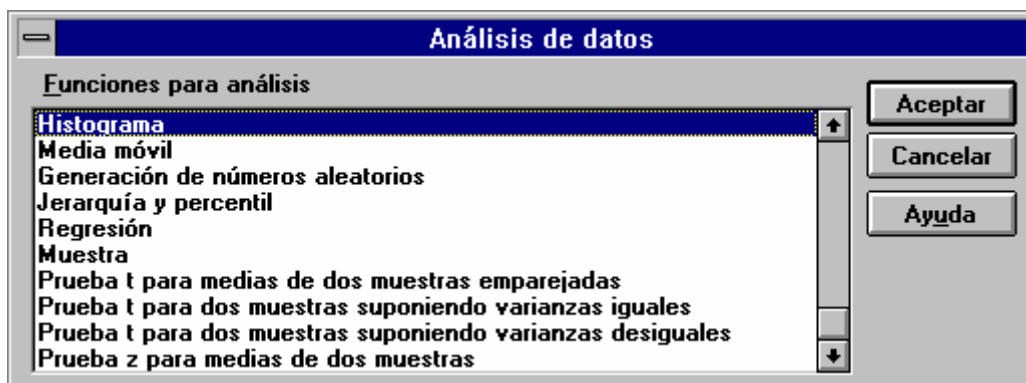 Análisis de datos
Funciones para análisis
Histograma
Media móvil
Generación de números aleatorios
Jerarquía y percentil
Regresión
Muestra
Prueba t para medias de dos muestras emparejadas
Prueba t para dos muestras suponiendo varianzas iguales
Prueba t para dos muestras suponiendo varianzas desiguales
Prueba z para medias de dos muestras
Aceptar
Cancelar
Ayuda